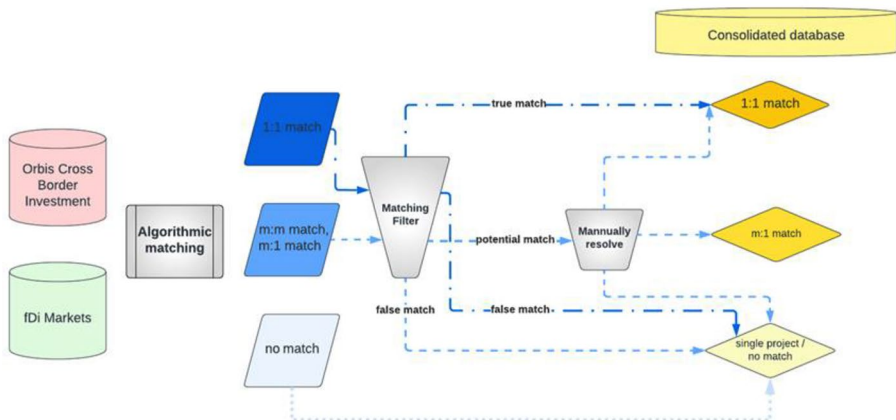 Consolidated database
1:1 match
true match
1:1 match
Orbis Cross
Border
Investment
Algorithmic
matching
m:m match,
m:1 match
Matching
Filter
potential match
Mannually
resolve
m:1 match
fDi Markets
false match
false match
no match
single project /
no match